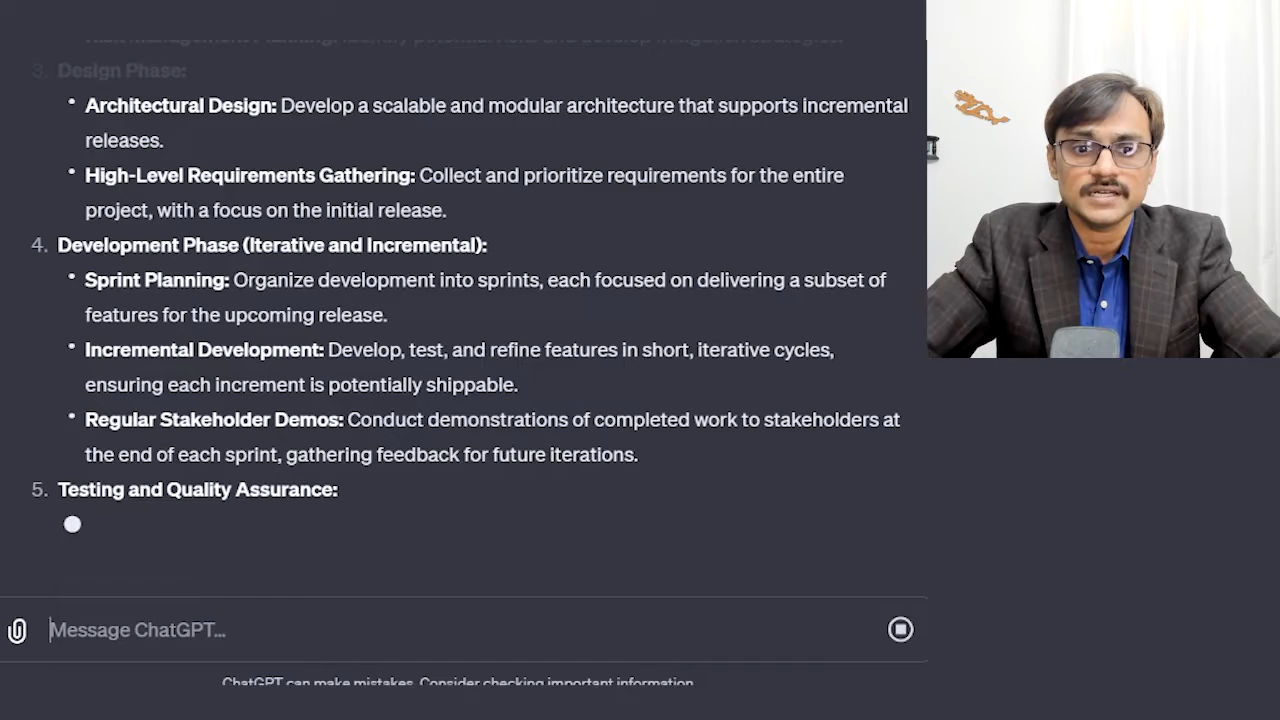 3. Design Phase:
• Architectural Design: Develop a scalable and modular architecture that supports incremental
releases.
• High-Level Requirements Gathering: Collect and prioritize requirements for the entire
project, with a focus on the initial release.
4. Development Phase (Iterative and Incremental):
• Sprint Planning: Organize development into sprints, each focused on delivering a subset of
features for the upcoming release.
• Incremental Development: Develop, test, and refine features in short, iterative cycles,
ensuring each increment is potentially shippable.
• Regular Stakeholder Demos: Conduct demonstrations of completed work to stakeholders at
the end of each sprint, gathering feedback for future iterations.
5. Testing and Quality Assurance:
Message ChatGPT...
ChatGPT can make mistakes. Consider checking important information.